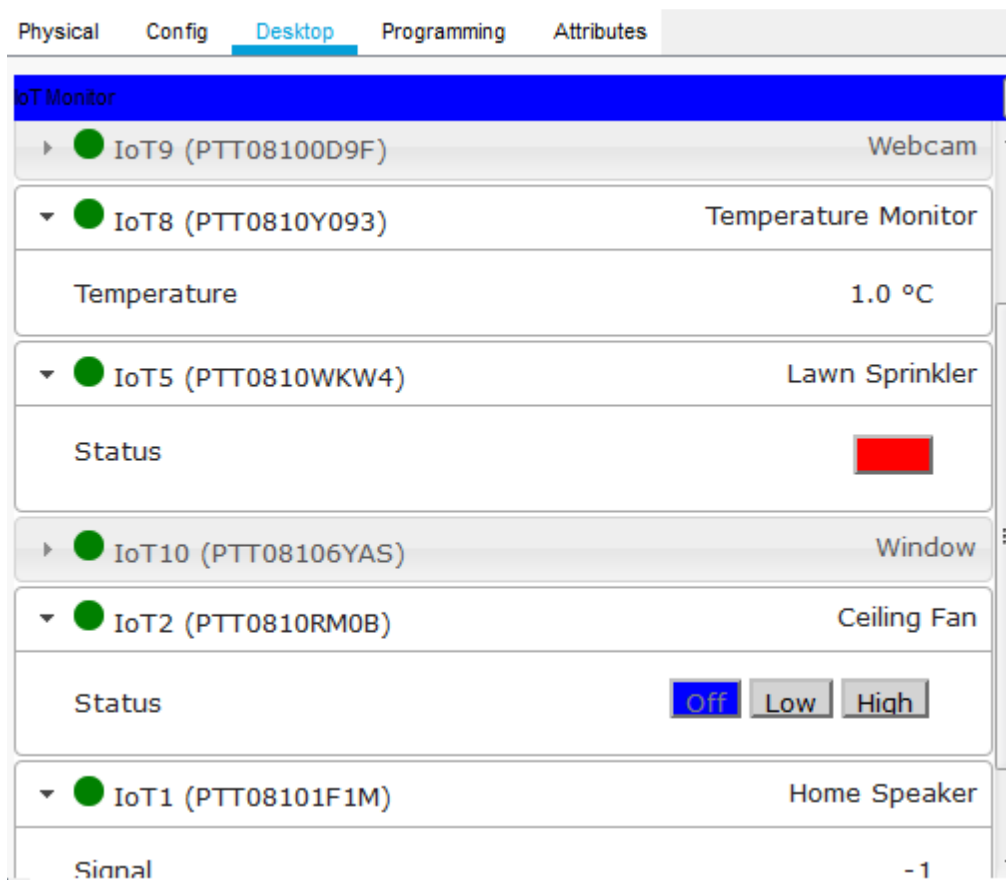 Physical Config Desktop Programming Attributes
IoT Monitor
IoT9 (PTT08100D9F) Webcam
IoT8 (PTT0810Y093) Temperature Monitor
Temperature 1.0 °C
IoT5 (PTT0810WKW4) Lawn Sprinkler
Status
IoT10 (PTT08106YAS) Window
IoT2 (PTT0810RM0B) Ceiling Fan
Status Off Low High
IoT1 (PTT08101F1M) Home Speaker
Signal -1